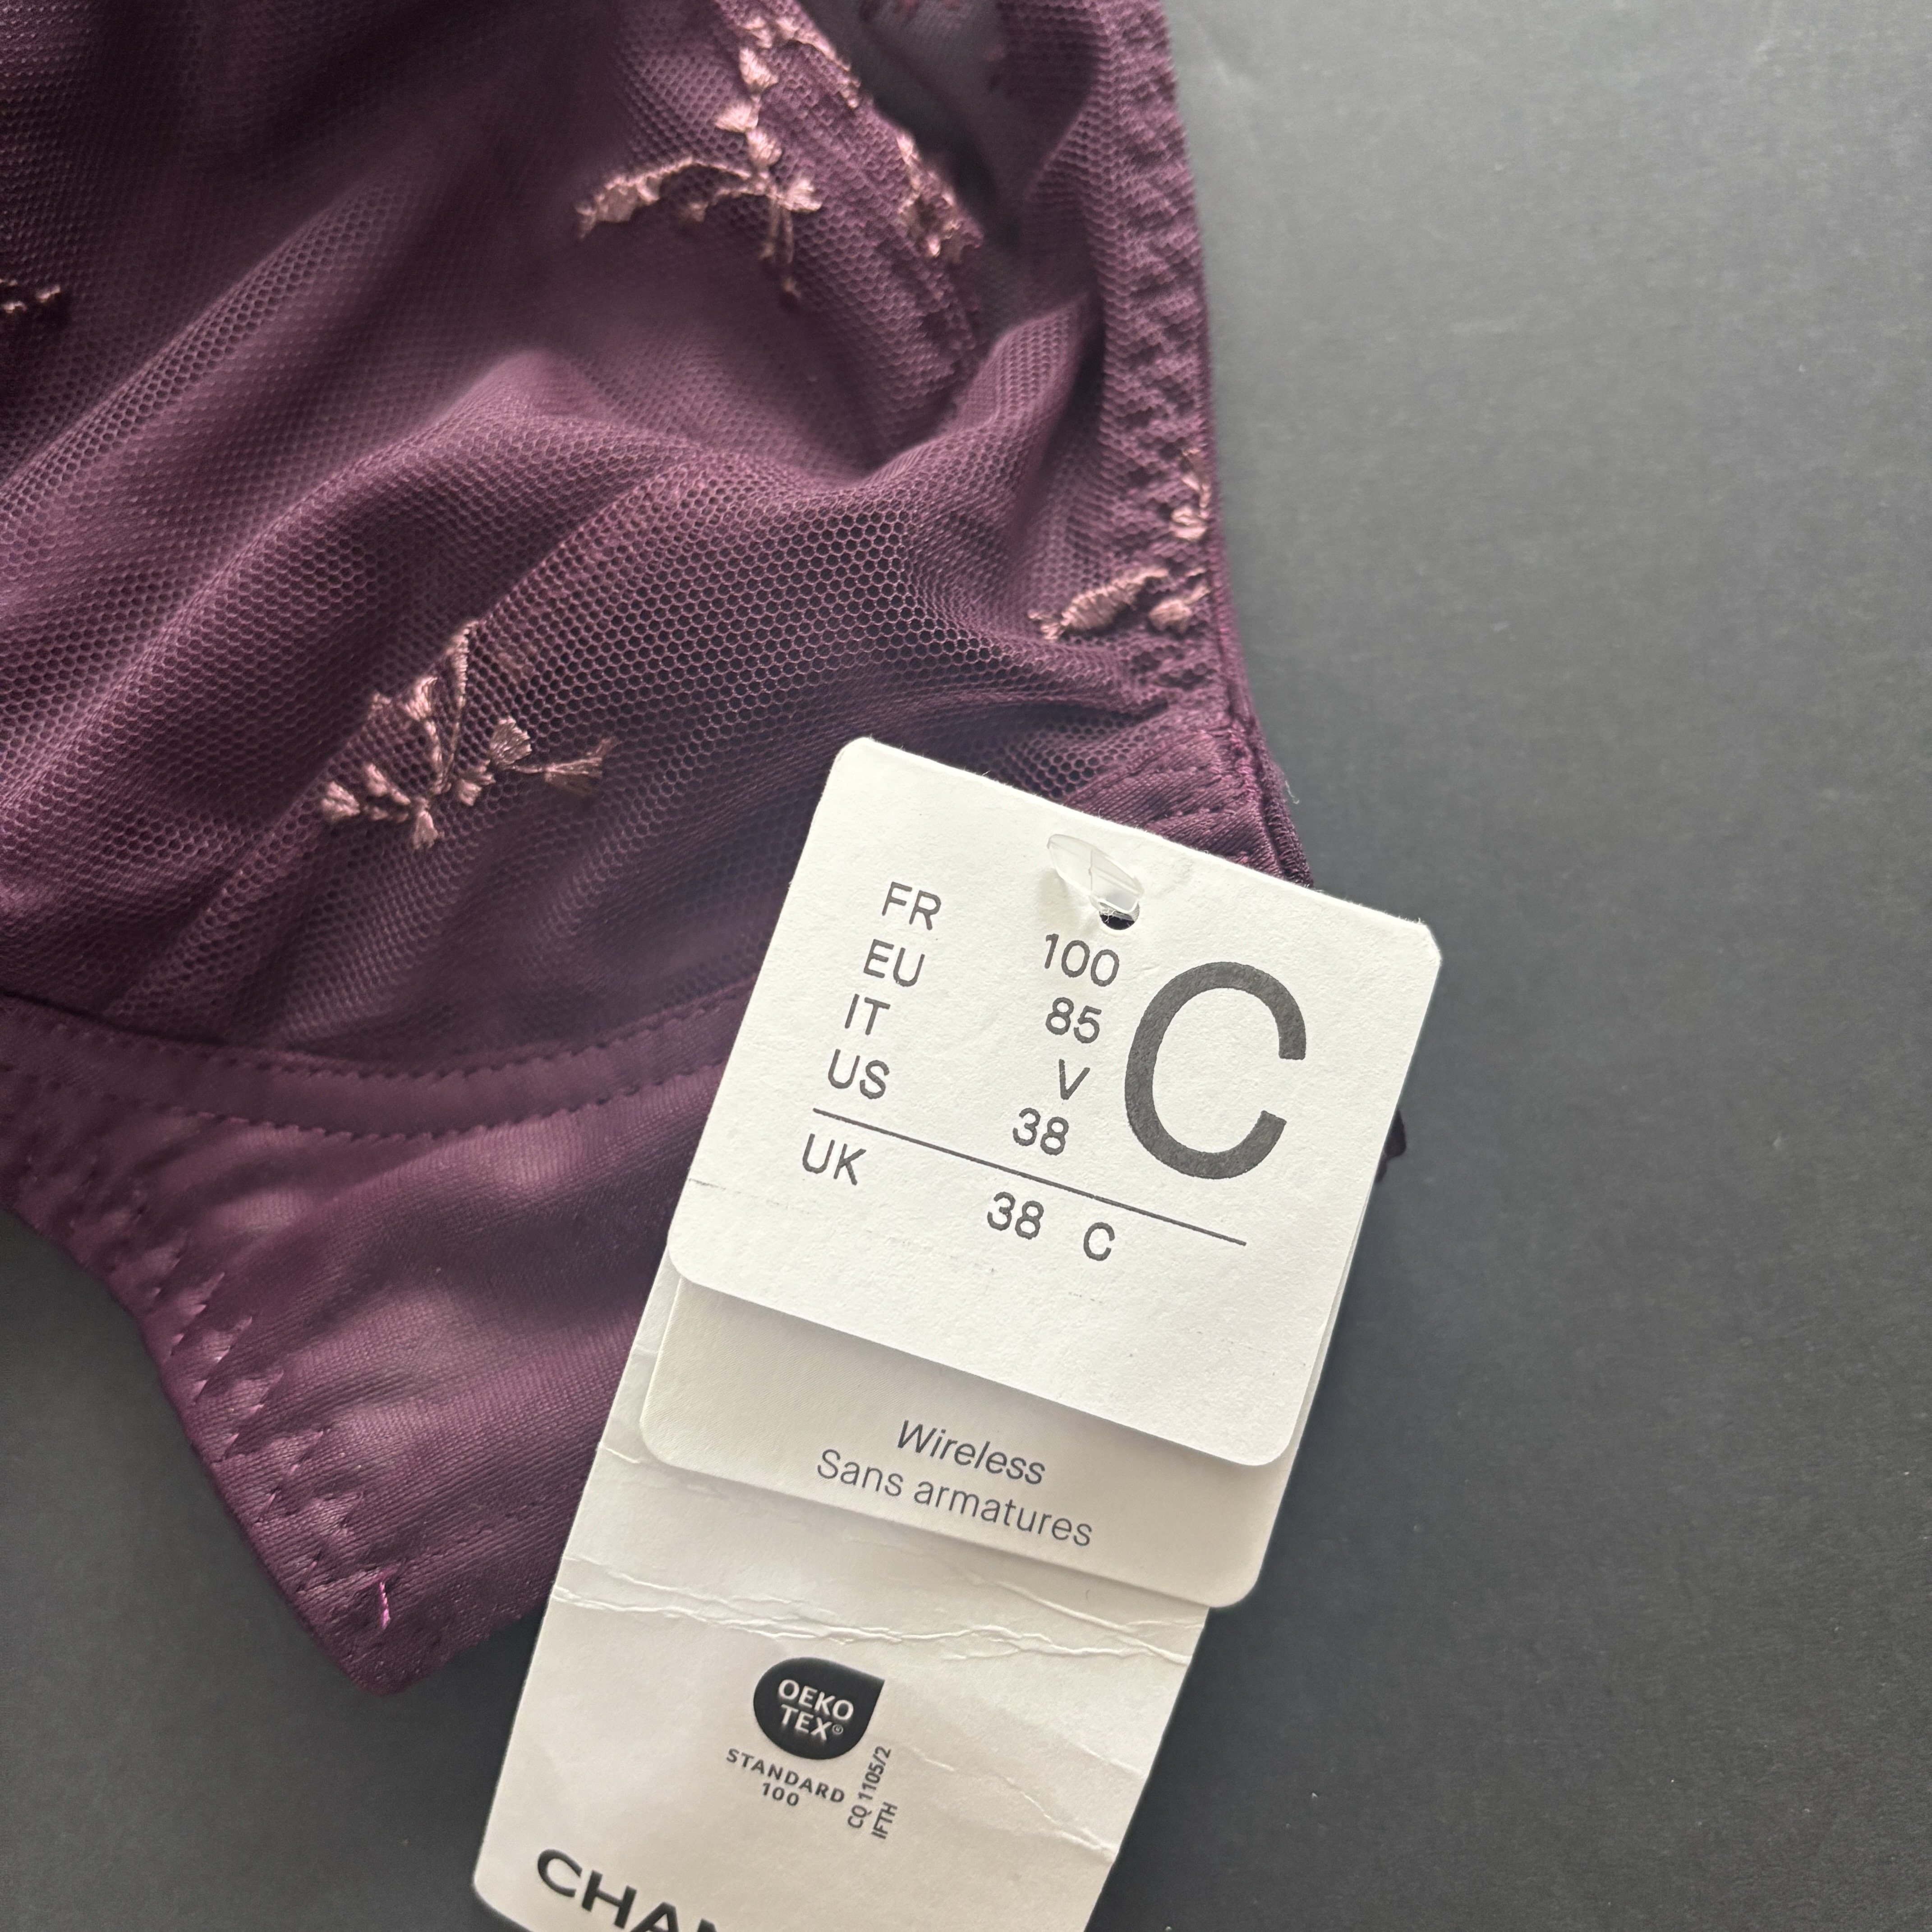 FR 100
EU 85
IT V
US 38
C
UK 38 C
Wireless
Sans armatures
OEKO
TEX®
STANDARD
100
CQ 1105/2
IFTH